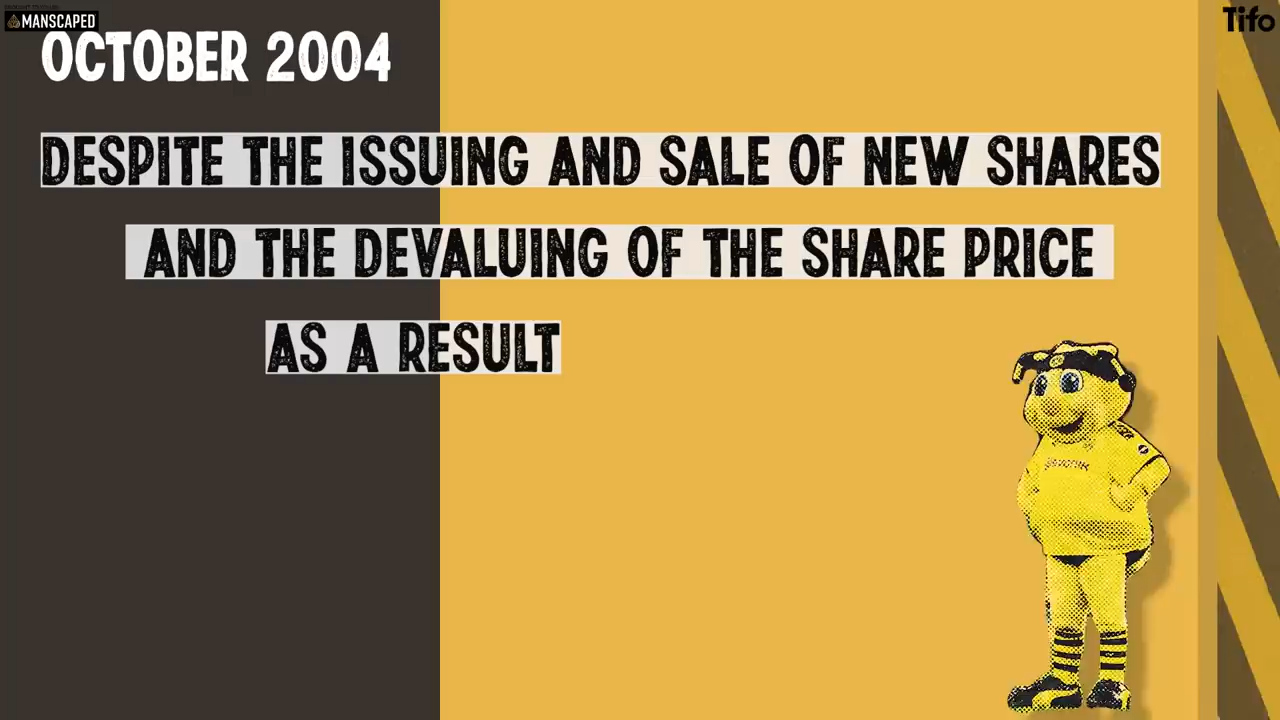 MANSCAPED
Tifo
OCTOBER 2004
DESPITE THE ISSUING AND SALE OF NEW SHARES
AND THE DEVALUING OF THE SHARE PRICE
AS A RESULT